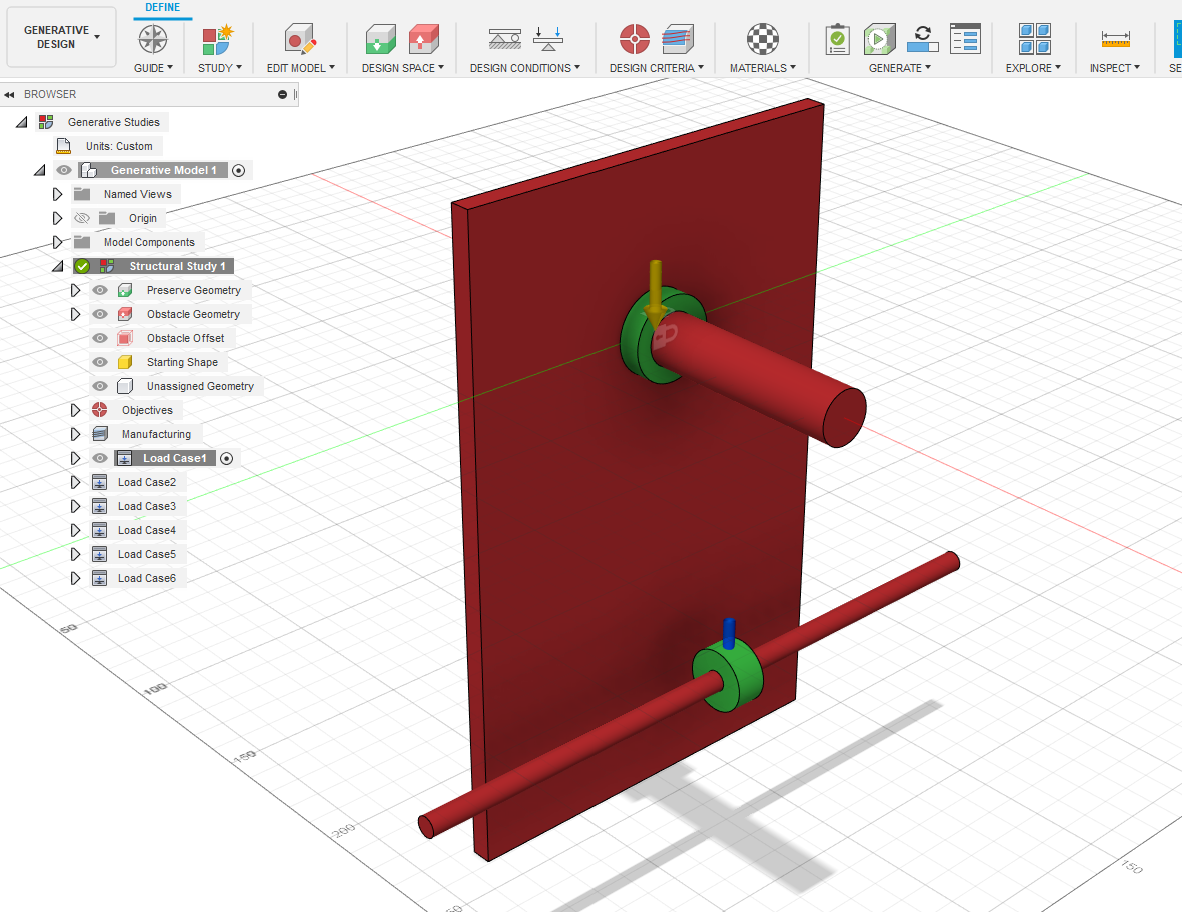 DEFINE
GENERATIVE
DESIGN
GUIDE
STUDY
EDIT MODEL
DESIGN SPACE
DESIGN CONDITIONS
DESIGN CRITERIA
MATERIALS
GENERATE
EXPLORE
INSPECT
SE
BROWSER
Generative Studies
Units: Custom
Generative Model 1
Named Views
Origin
Model Components
Structural Study 1
Preserve Geometry
Obstacle Geometry
Obstacle Offset
Starting Shape
Unassigned Geometry
Objectives
Manufacturing
Load Case1
Load Case2
Load Case3
Load Case4
Load Case5
Load Case6
50
100
150
200
150